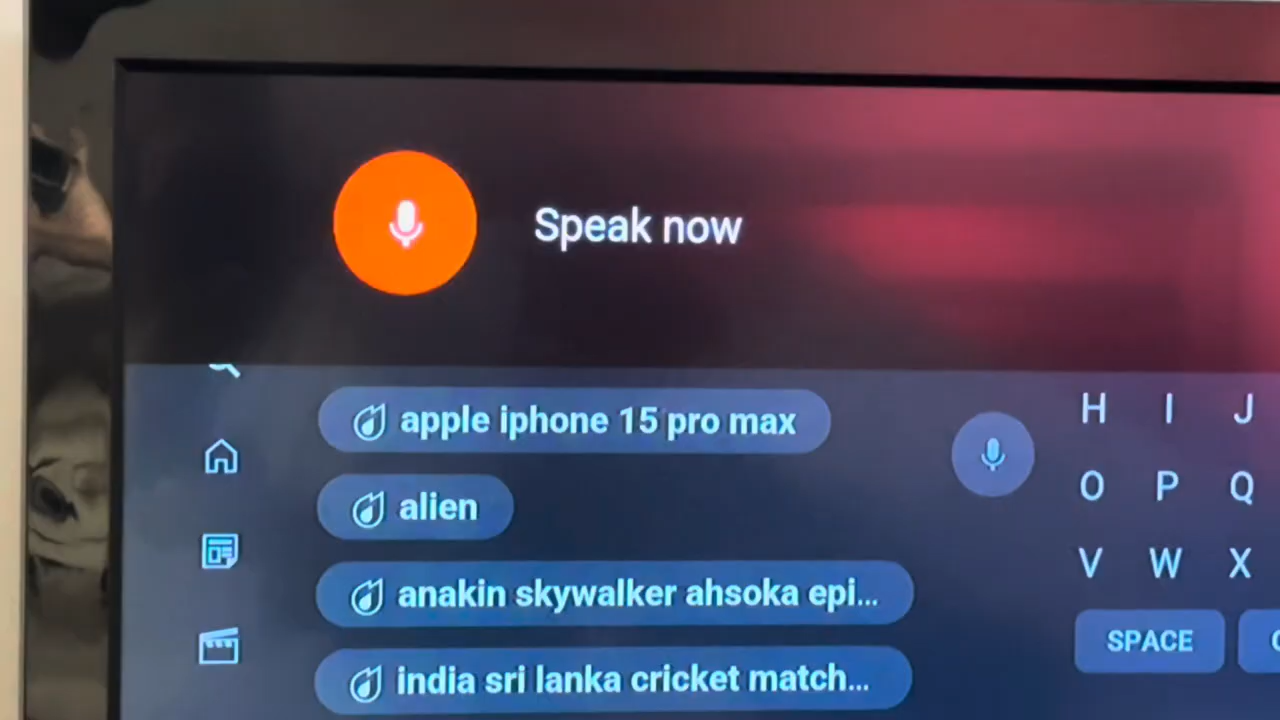 Speak now
apple iphone 15 pro max
alien
anakin skywalker ahsoka epi...
india sri lanka cricket match...
H I J
O P Q
V W X
SPACE